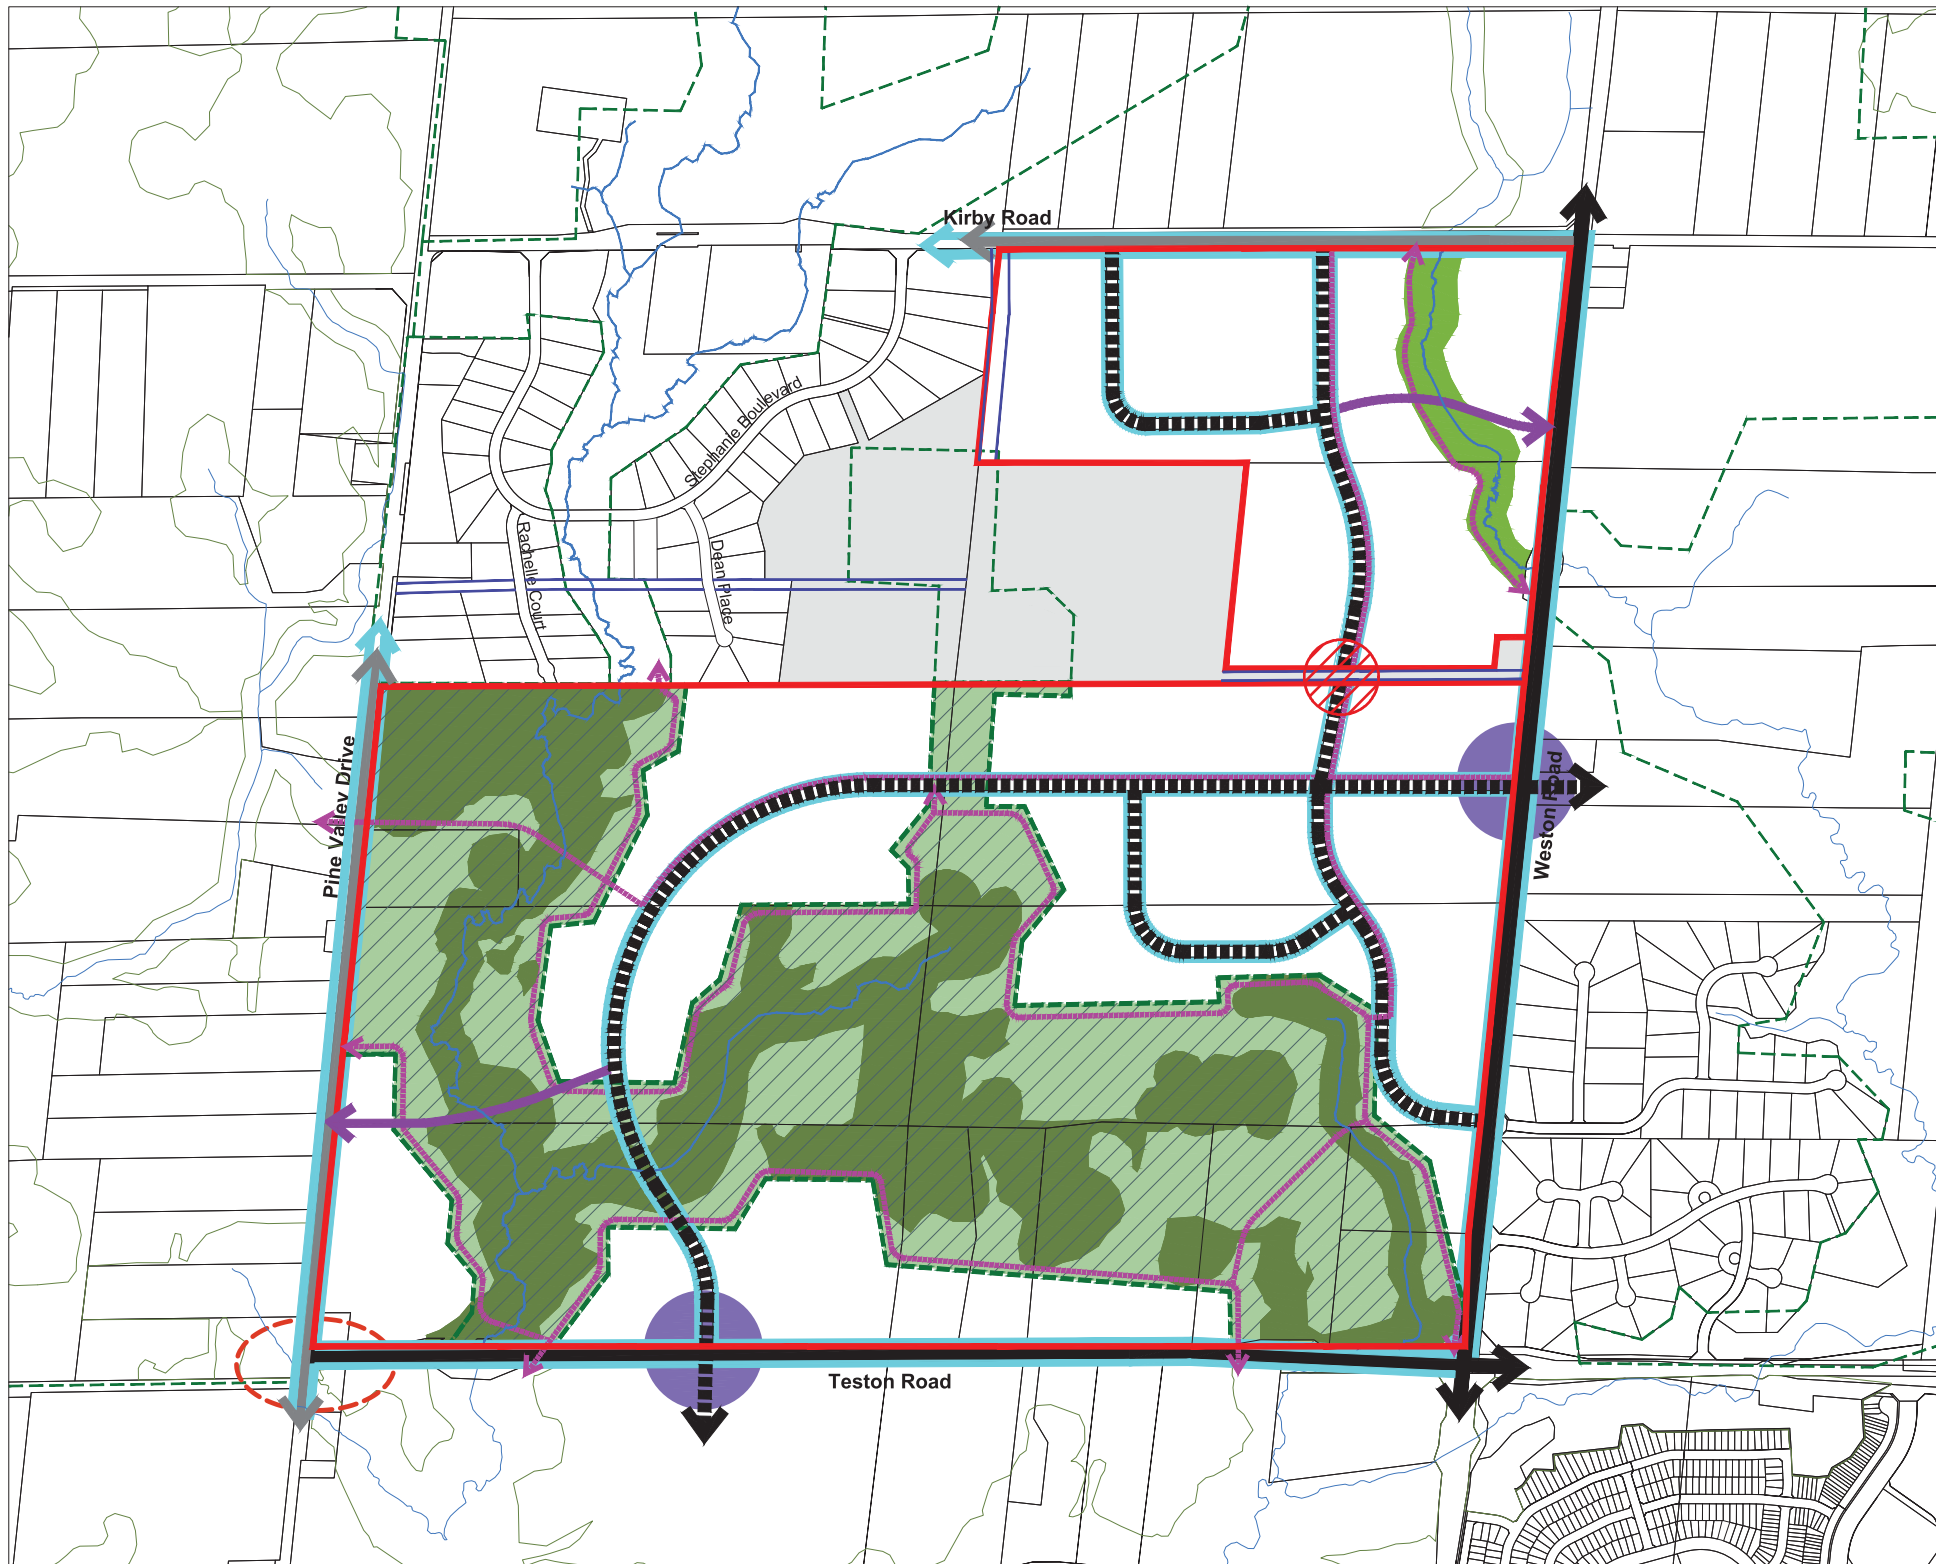 Kirby Road
Stephanie Boulevard
Rachelle Court
Dean Place
Pine Valley Drive
Weston Road
Teston Road